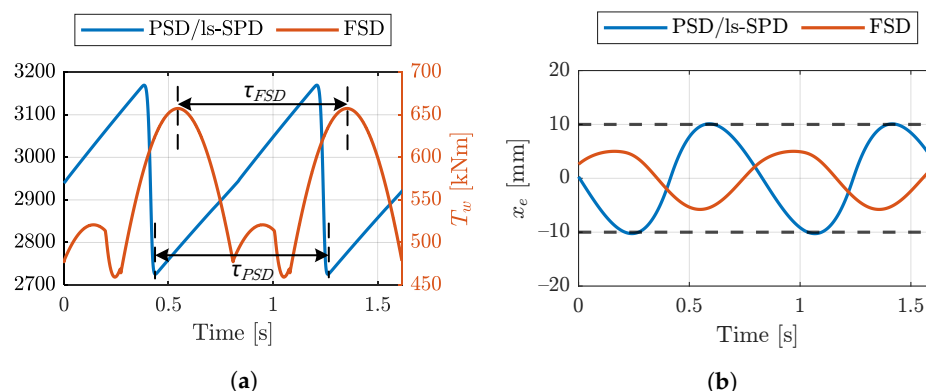 PSD/ls-SPD FSD
3200
3100
3000
2900
2800
2700
700
650
600
550
500
450
T_w [kNm]
τ_FSD
τ_PSD
0 0.5 1 1.5
Time [s]
(a)
PSD/ls-SPD FSD
20
10
0
−10
−20
x_e [mm]
0 0.5 1 1.5
Time [s]
(b)